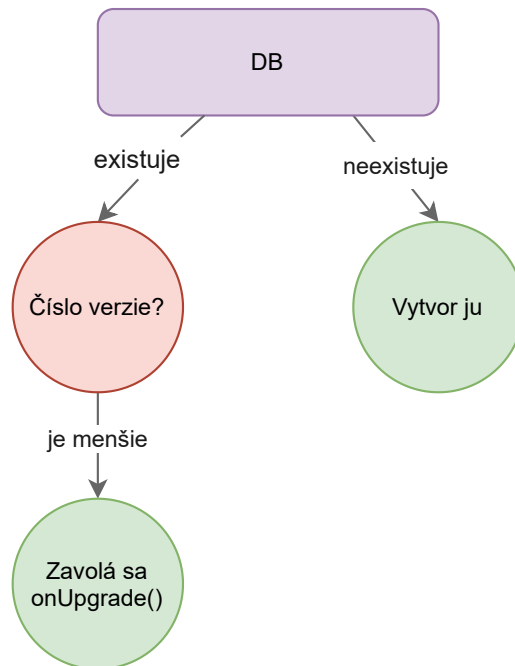 DB
existuje
neexistuje
Číslo verzie?
Vytvor ju
je menšie
Zavolá sa
onUpgrade()